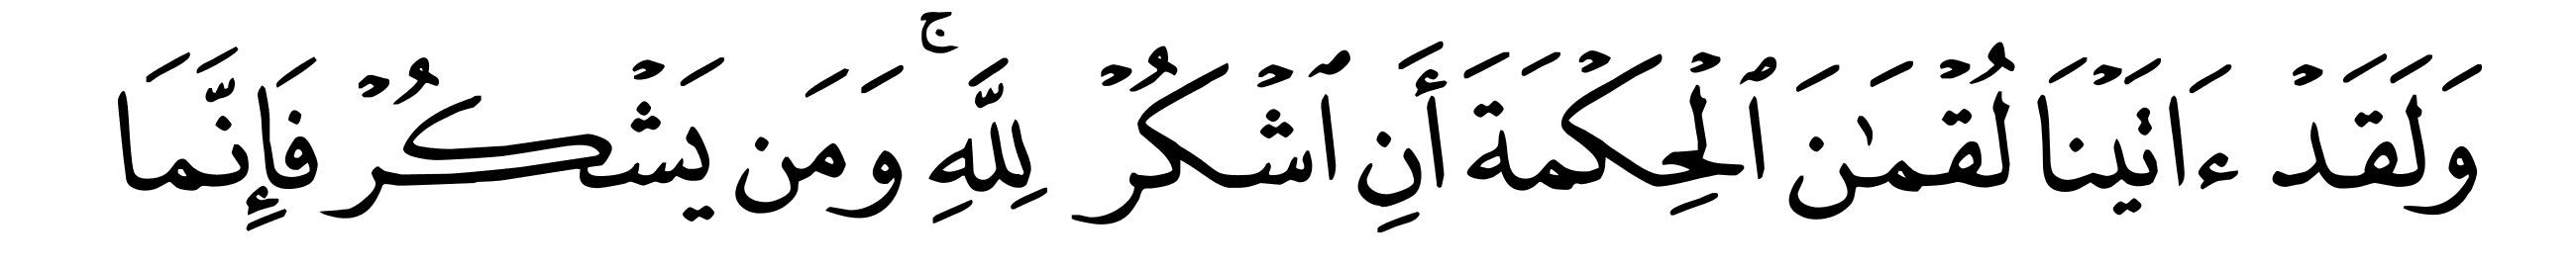 وَلَقَدْ ءَاتَيْنَا لُقْمَـٰنَ ٱلْحِكْمَةَ أَنِ ٱشْكُرْ لِلَّهِ ۚ وَمَن يَشْكُرْ فَإِنَّمَا